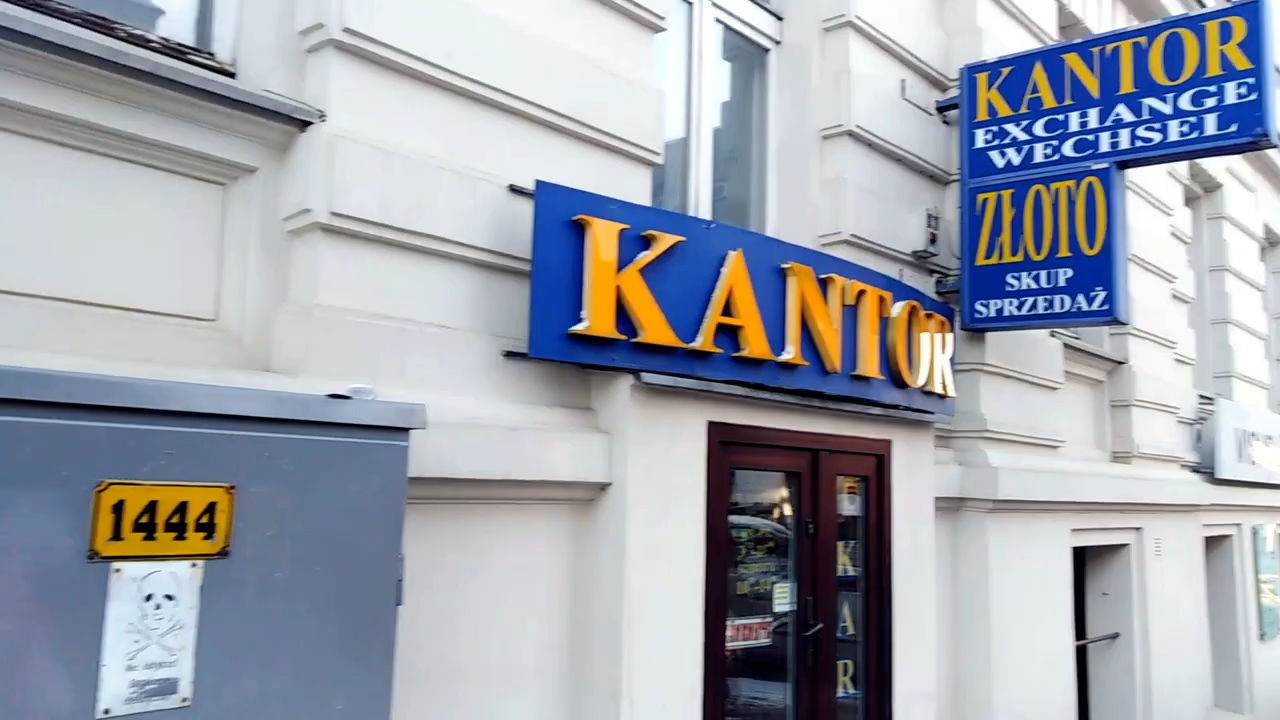 KANTOR
EXCHANGE
WECHSEL
ZŁOTO
SKUP
SPRZEDAŻ
KANTOR
1444